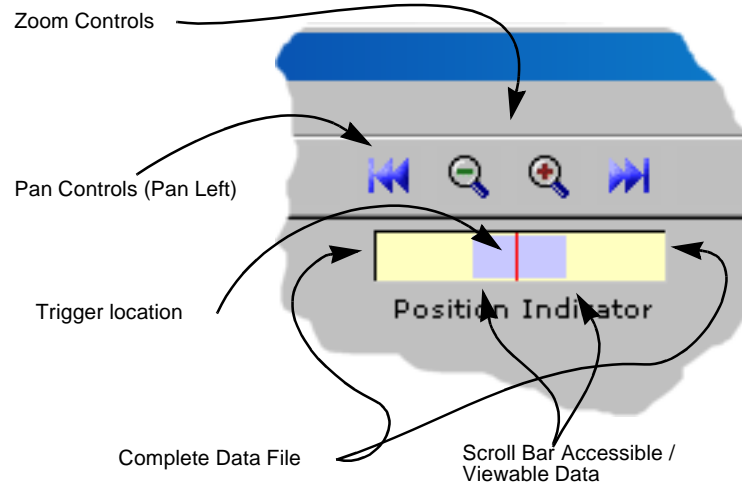 Zoom Controls
Pan Controls (Pan Left)
Trigger location
Position Indicator
Complete Data File
Scroll Bar Accessible /
Viewable Data